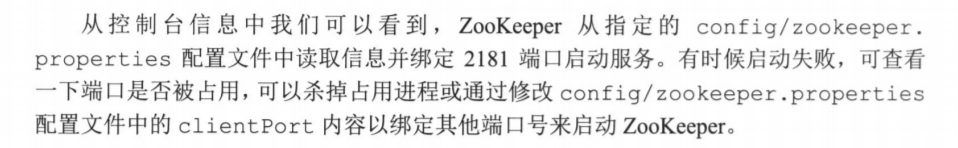 从控制台信息中我们可以看到，ZooKeeper 从指定的 config/zookeeper.
properties 配置文件中读取信息并绑定 2181 端口启动服务。有时候启动失败，可查看
一下端口是否被占用，可以杀掉占用进程或通过修改 config/zookeeper.properties
配置文件中的 clientPort 内容以绑定其他端口号来启动 ZooKeeper。